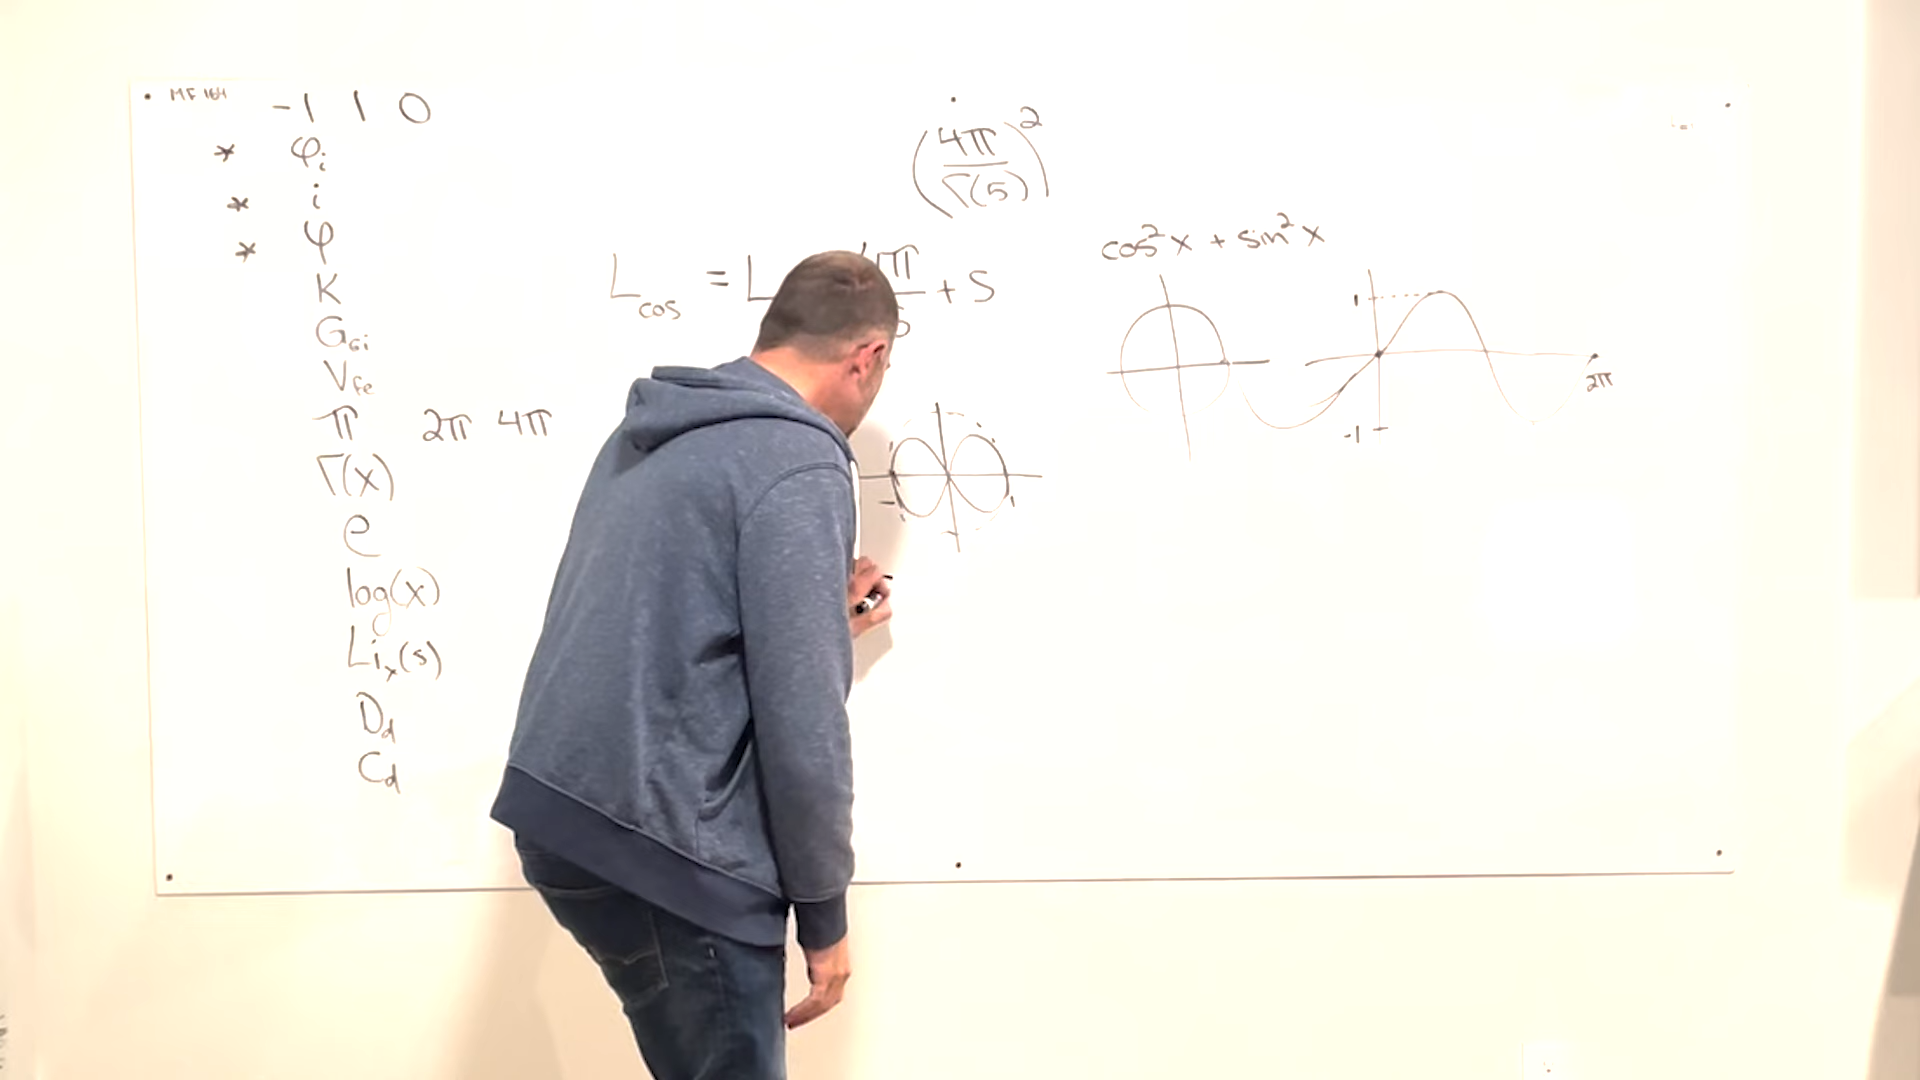 MF 164
-1 1 0
* φi
* i
* φ
K
G_Gi
V_fe
π 2π 4π
Γ(x)
e
log(x)
Li_x(s)
D_d
C_d
(4π/Γ(5))²
L_cos = L π + S
cos²x + sin²x
1
-1
2π
1